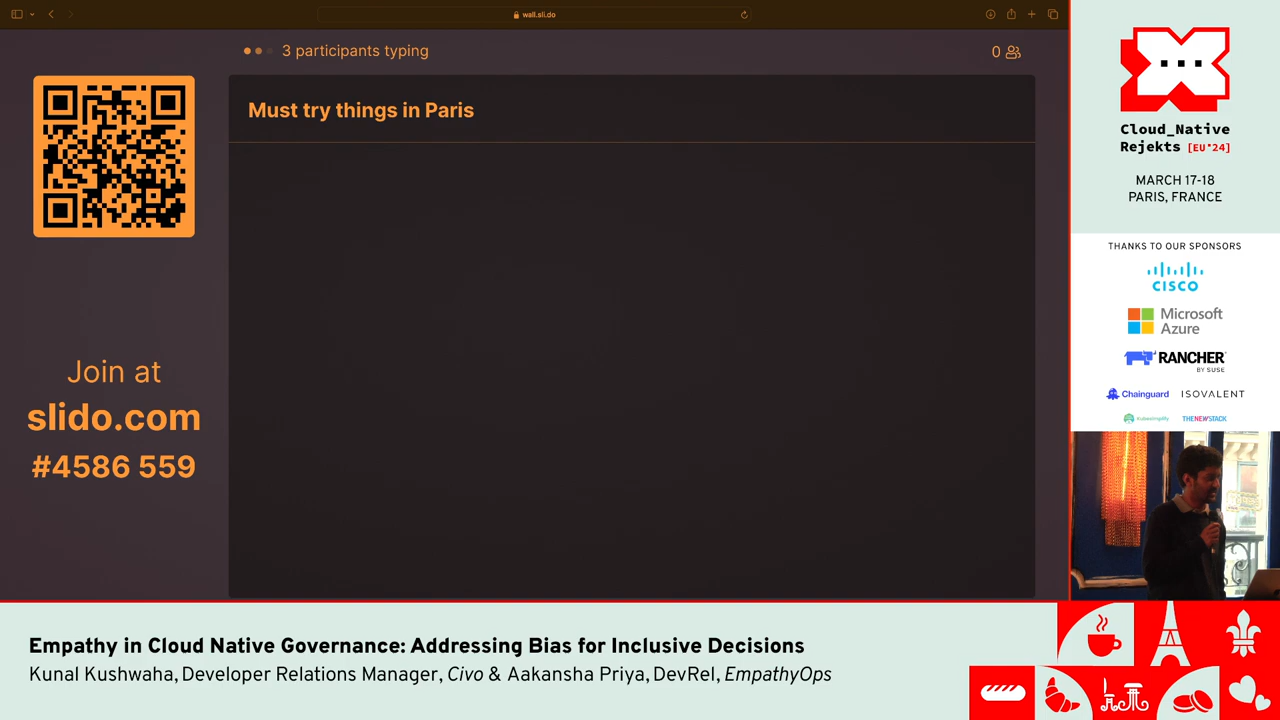 wall.sli.do
3 participants typing
0
Must try things in Paris
Join at
slido.com
#4586 559
Cloud_Native
Rejekts [EU'24]
MARCH 17-18
PARIS, FRANCE
THANKS TO OUR SPONSORS
CISCO
Microsoft
Azure
RANCHER
BY SUSE
Chainguard
ISOVALENT
Kubesimplify
THENEWSTACK
Empathy in Cloud Native Governance: Addressing Bias for Inclusive Decisions
Kunal Kushwaha, Developer Relations Manager, Civo & Aakansha Priya, DevRel, EmpathyOps